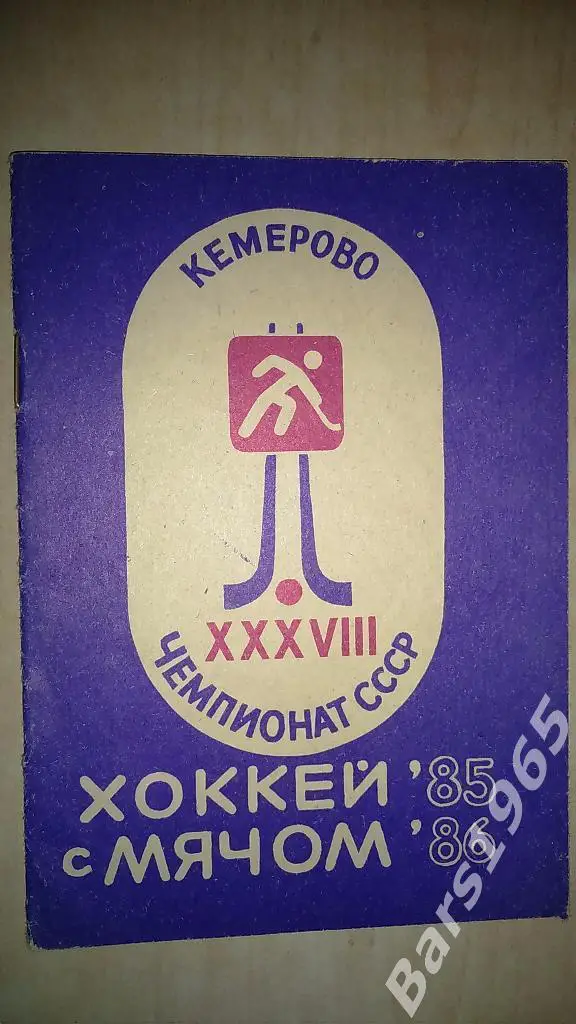 КЕМЕРОВО
XXXVIII
ЧЕМПИОНАТ СССР
ХОККЕЙ '85
с МЯЧОМ '86
Bars1965